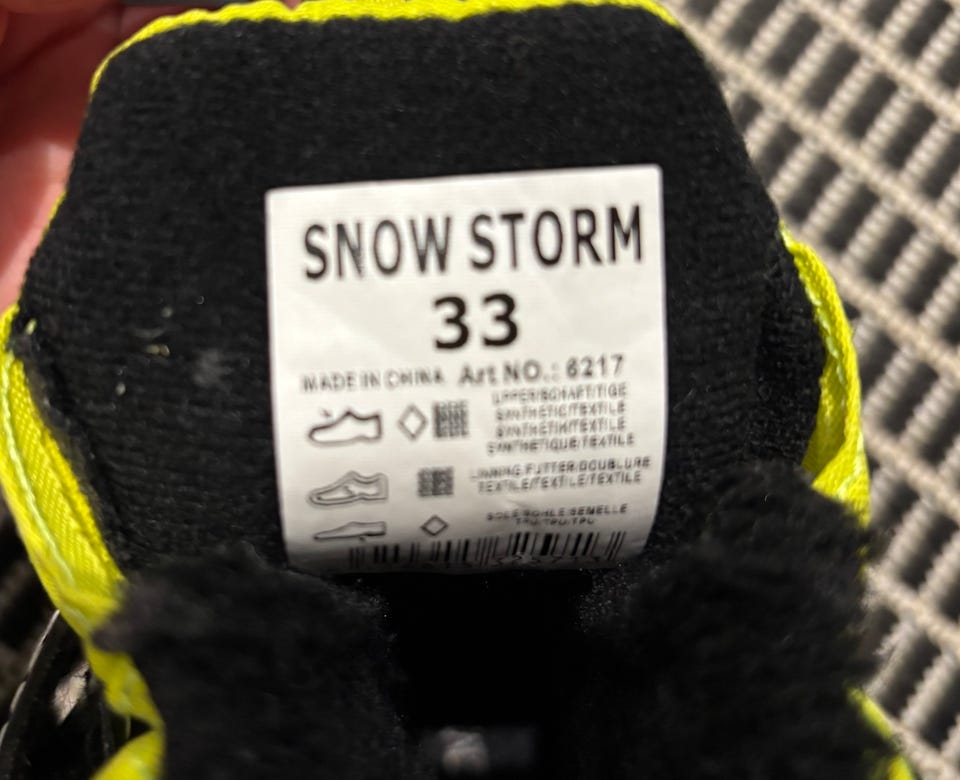 SNOW STORM
33
MADE IN CHINA Art NO.: 6217
UPPER/SCHAFT/TIGE
SYNTHETIC/TEXTILE
SYNTHETIK/TEXTILE
SYNTHETIQUE/TEXTILE
LINNING/FUTTER/DOUBLURE
TEXTILE/TEXTILE/TEXTILE
SOLE/SOHLE/SEMELLE
TPU/TPU/TPU